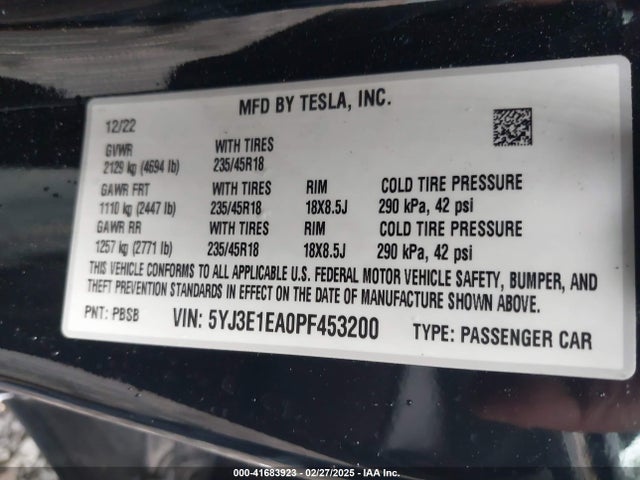 MFD BY TESLA, INC.
12/22
GVWR WITH TIRES
2129 kg (4694 lb) 235/45R18
GAWR FRT WITH TIRES RIM COLD TIRE PRESSURE
1110 kg (2447 lb) 235/45R18 18X8.5J 290 kPa, 42 psi
GAWR RR WITH TIRES RIM COLD TIRE PRESSURE
1257 kg (2771 lb) 235/45R18 18X8.5J 290 kPa, 42 psi
THIS VEHICLE CONFORMS TO ALL APPLICABLE U.S. FEDERAL MOTOR VEHICLE SAFETY, BUMPER, AND
THEFT PREVENTION STANDARDS IN EFFECT ON THE DATE OF MANUFACTURE SHOWN ABOVE.
PNT: PBSB VIN: 5YJ3E1EA0PF453200 TYPE: PASSENGER CAR
000-41683923 - 02/27/2025 - IAA Inc.